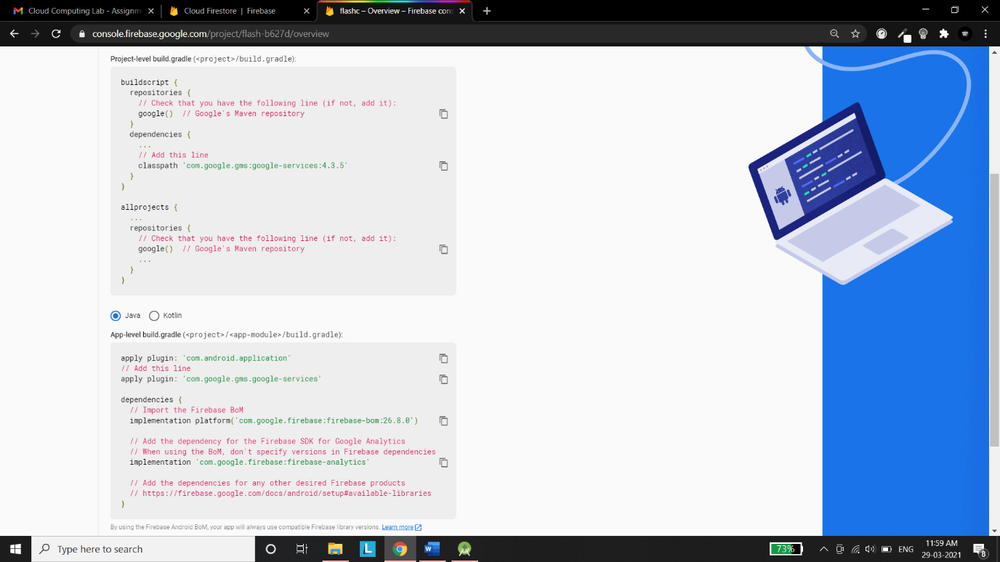 Cloud Computing Lab - Assignm
Cloud Firestore | Firebase
flashc – Overview – Firebase cons
console.firebase.google.com/project/flash-b627d/overview
Project-level build.gradle (<project>/build.gradle):
buildscript {
  repositories {
    // Check that you have the following line (if not, add it):
    google()  // Google's Maven repository
  }
  dependencies {
    ...
    // Add this line
    classpath 'com.google.gms:google-services:4.3.5'
  }
}
allprojects {
  ...
  repositories {
    // Check that you have the following line (if not, add it):
    google()  // Google's Maven repository
    ...
  }
}
Java Kotlin
App-level build.gradle (<project>/<app-module>/build.gradle):
apply plugin: 'com.android.application'
// Add this line
apply plugin: 'com.google.gms.google-services'
dependencies {
  // Import the Firebase BoM
  implementation platform('com.google.firebase:firebase-bom:26.8.0')
  // Add the dependency for the Firebase SDK for Google Analytics
  // When using the BoM, don't specify versions in Firebase dependencies
  implementation 'com.google.firebase:firebase-analytics'
  // Add the dependencies for any other desired Firebase products
  // https://firebase.google.com/docs/android/setup#available-libraries
}
By using the Firebase Android BoM, your app will always use compatible Firebase library versions. Learn more
Type here to search
L
W
73%
ENG
11:59 AM
29-03-2021
8